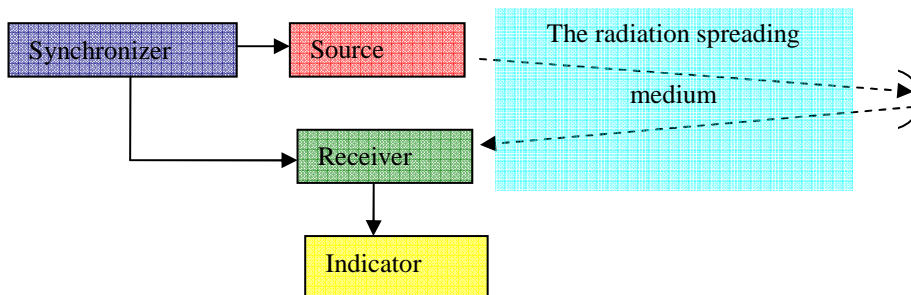 Synchronizer
Source
The radiation spreading
medium
Receiver
Indicator